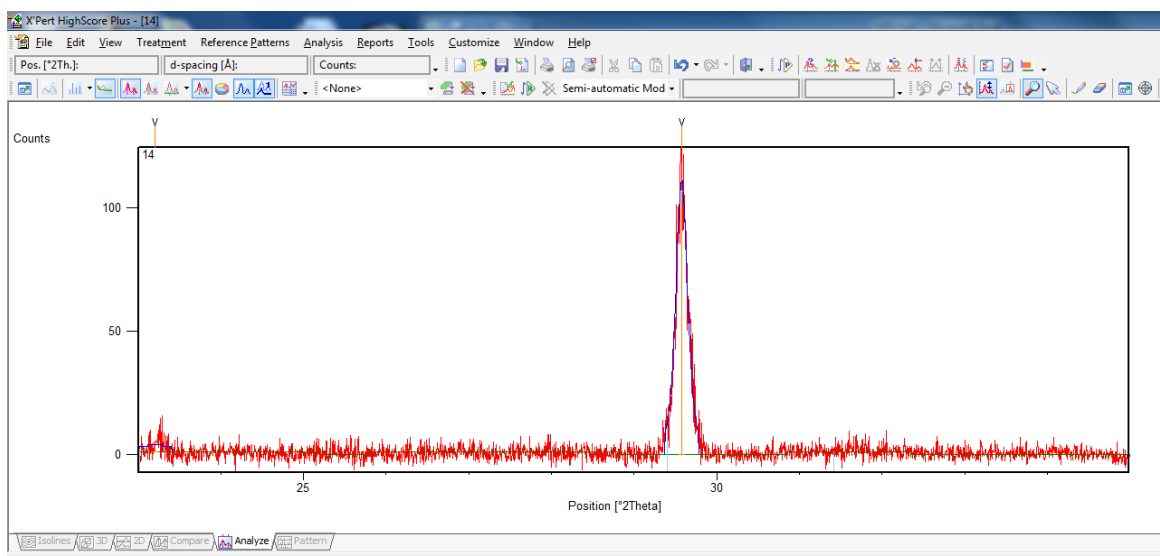 X'Pert HighScore Plus - [14]
File Edit View Treatment Reference Patterns Analysis Reports Tools Customize Window Help
Pos. [°2Th.]: d-spacing [Å]: Counts:
<None> Semi-automatic Mod
Counts
14
100
50
0
25 30
Position [°2Theta]
Isolines 3D 2D Compare Analyze Pattern